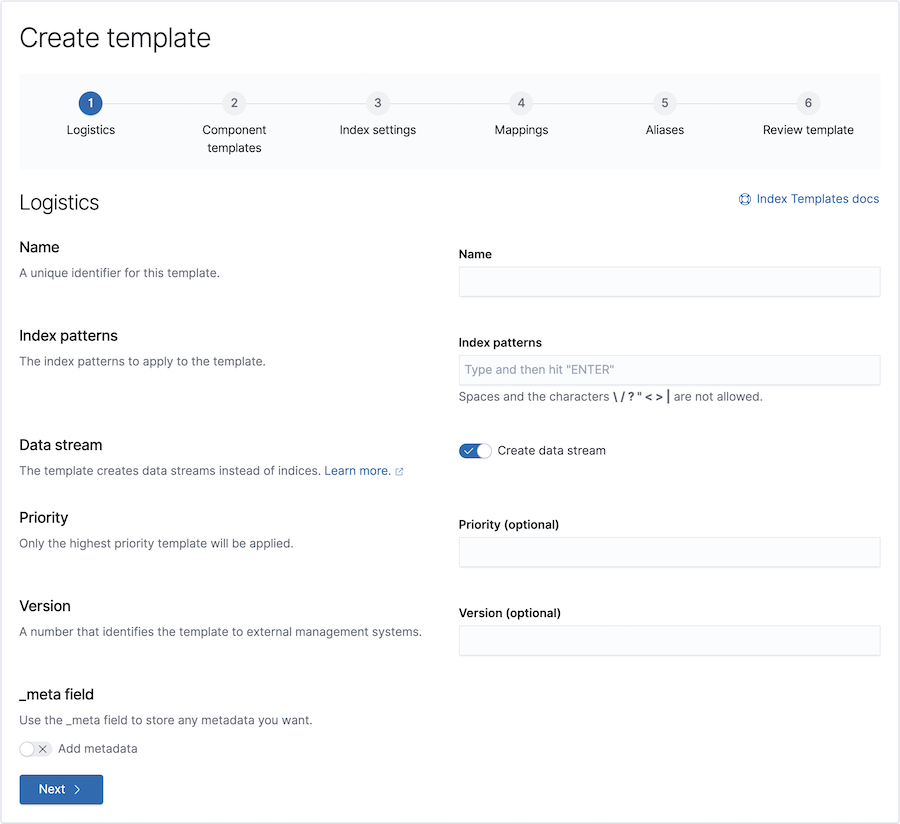 Create template
1
2
3
4
5
6
Logistics
Component
templates
Index settings
Mappings
Aliases
Review template
Logistics
Index Templates docs
Name
A unique identifier for this template.
Name
Index patterns
The index patterns to apply to the template.
Index patterns
Type and then hit "ENTER"
Spaces and the characters \ / ? " < > | are not allowed.
Data stream
The template creates data streams instead of indices. Learn more.
Create data stream
Priority
Only the highest priority template will be applied.
Priority (optional)
Version
A number that identifies the template to external management systems.
Version (optional)
_meta field
Use the _meta field to store any metadata you want.
Add metadata
Next